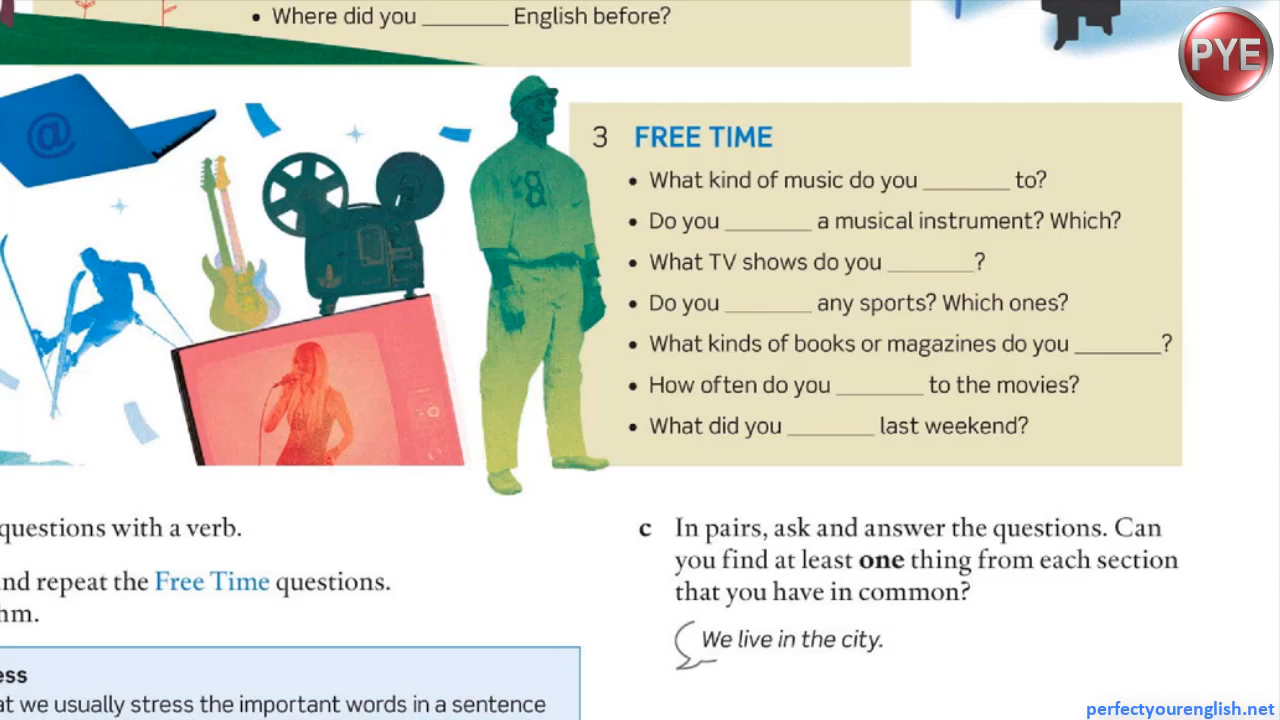 • Where did you ________ English before?
PYE
@
8
3 FREE TIME
• What kind of music do you ________ to?
• Do you ________ a musical instrument? Which?
• What TV shows do you ________?
• Do you ________ any sports? Which ones?
• What kinds of books or magazines do you ________?
• How often do you ________ to the movies?
• What did you ________ last weekend?
questions with a verb.
nd repeat the Free Time questions.
hm.
c In pairs, ask and answer the questions. Can
you find at least one thing from each section
that you have in common?
We live in the city.
ess
at we usually stress the important words in a sentence
perfectyourenglish.net